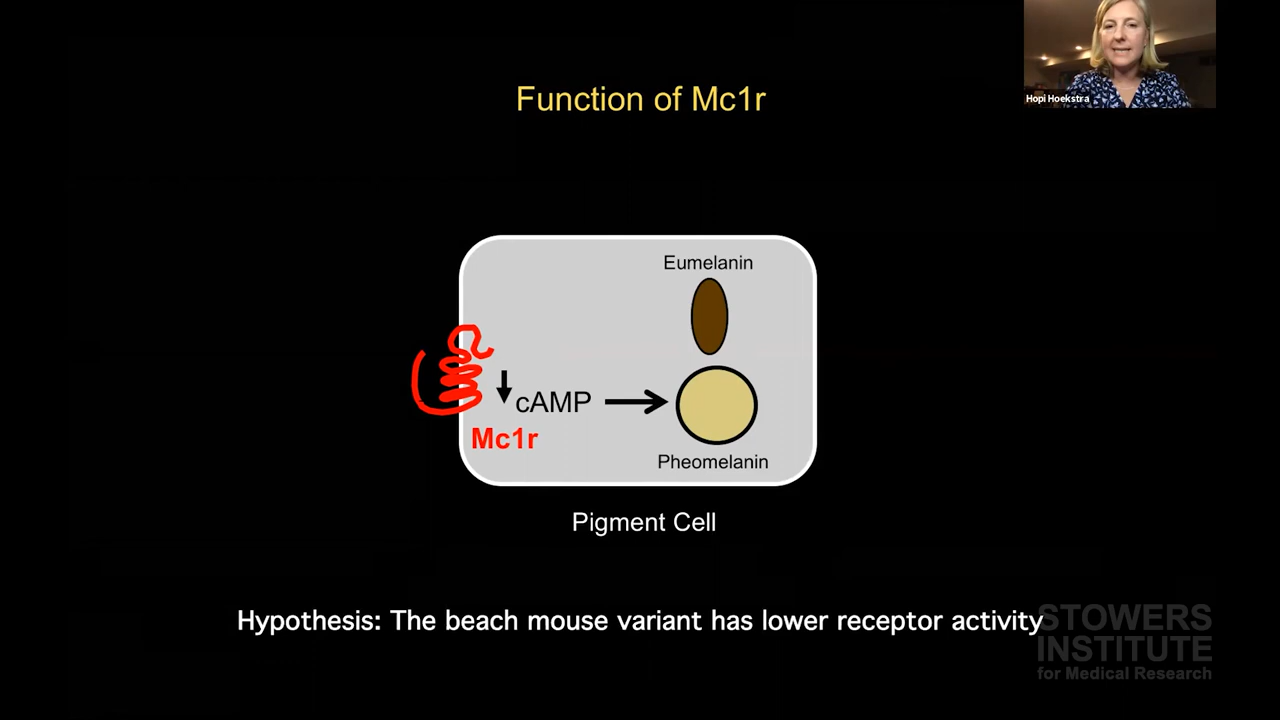 Hopi Hoekstra
Function of Mc1r
Eumelanin
cAMP
Mc1r
Pheomelanin
Pigment Cell
Hypothesis: The beach mouse variant has lower receptor activity
STOWERS
INSTITUTE
for Medical Research